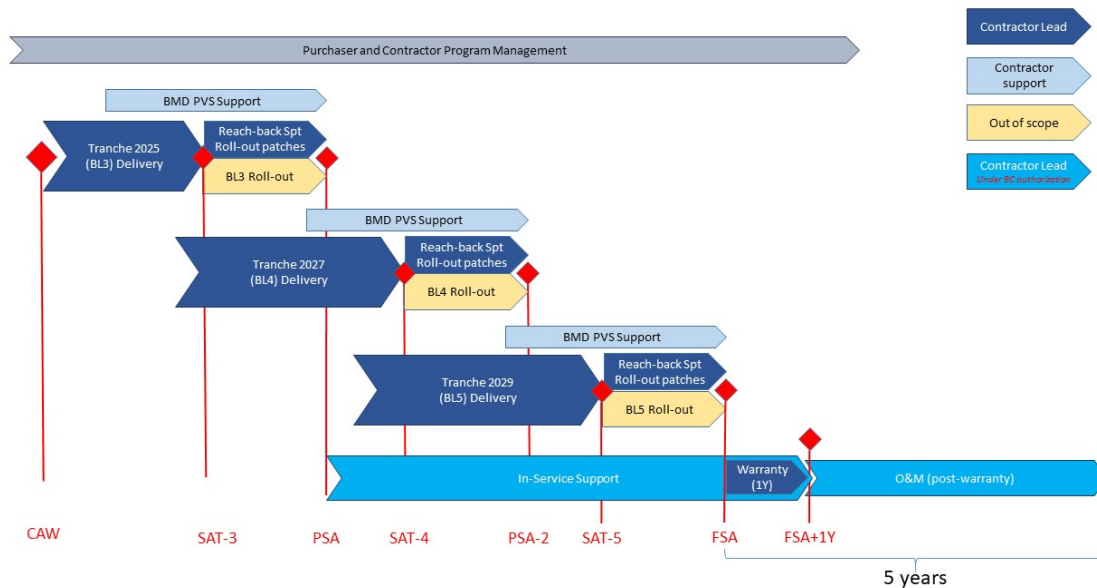 Purchaser and Contractor Program Management
Contractor Lead
Contractor
support
Out of scope
Contractor Lead
Under BC authorization
BMD PVS Support
Tranche 2025
(BL3) Delivery
Reach-back Spt
Roll-out patches
BL3 Roll-out
BMD PVS Support
Tranche 2027
(BL4) Delivery
Reach-back Spt
Roll-out patches
BL4 Roll-out
BMD PVS Support
Tranche 2029
(BL5) Delivery
Reach-back Spt
Roll-out patches
BL5 Roll-out
In-Service Support
Warranty
(1Y)
O&M (post-warranty)
CAW
SAT-3
PSA
SAT-4
PSA-2
SAT-5
FSA
FSA+1Y
5 years